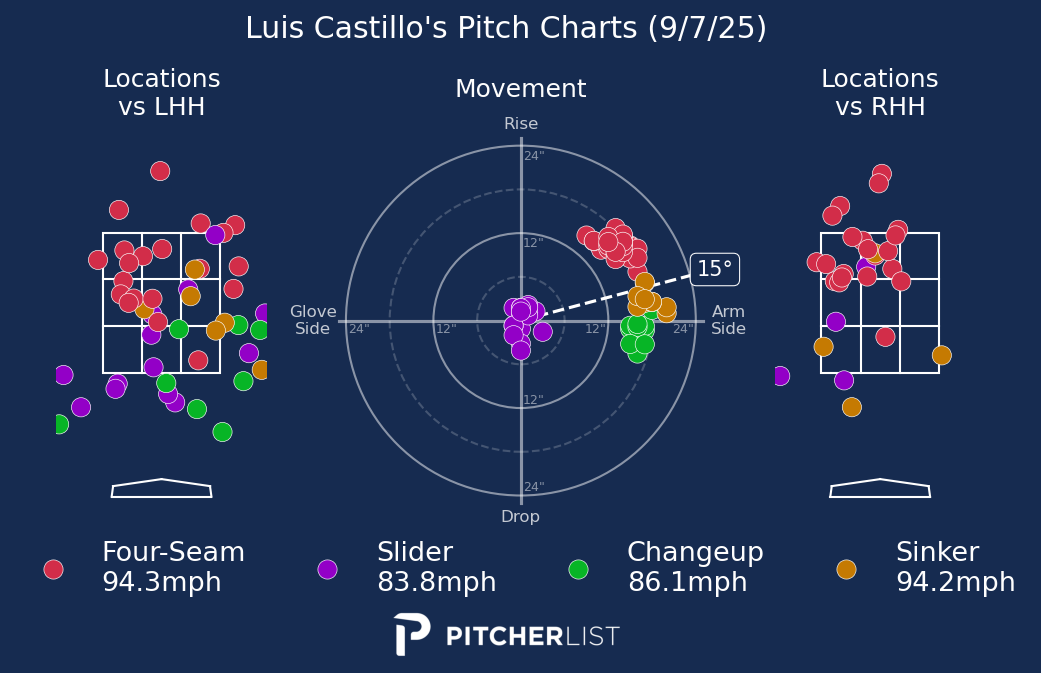 Luis Castillo's Pitch Charts (9/7/25)
Locations
vs LHH
Movement
Locations
vs RHH
Rise
24"
12"
15°
Glove
Side
24"
12"
12"
24"
Arm
Side
12"
24"
Drop
Four-Seam
94.3mph
Slider
83.8mph
Changeup
86.1mph
Sinker
94.2mph
PITCHERLIST